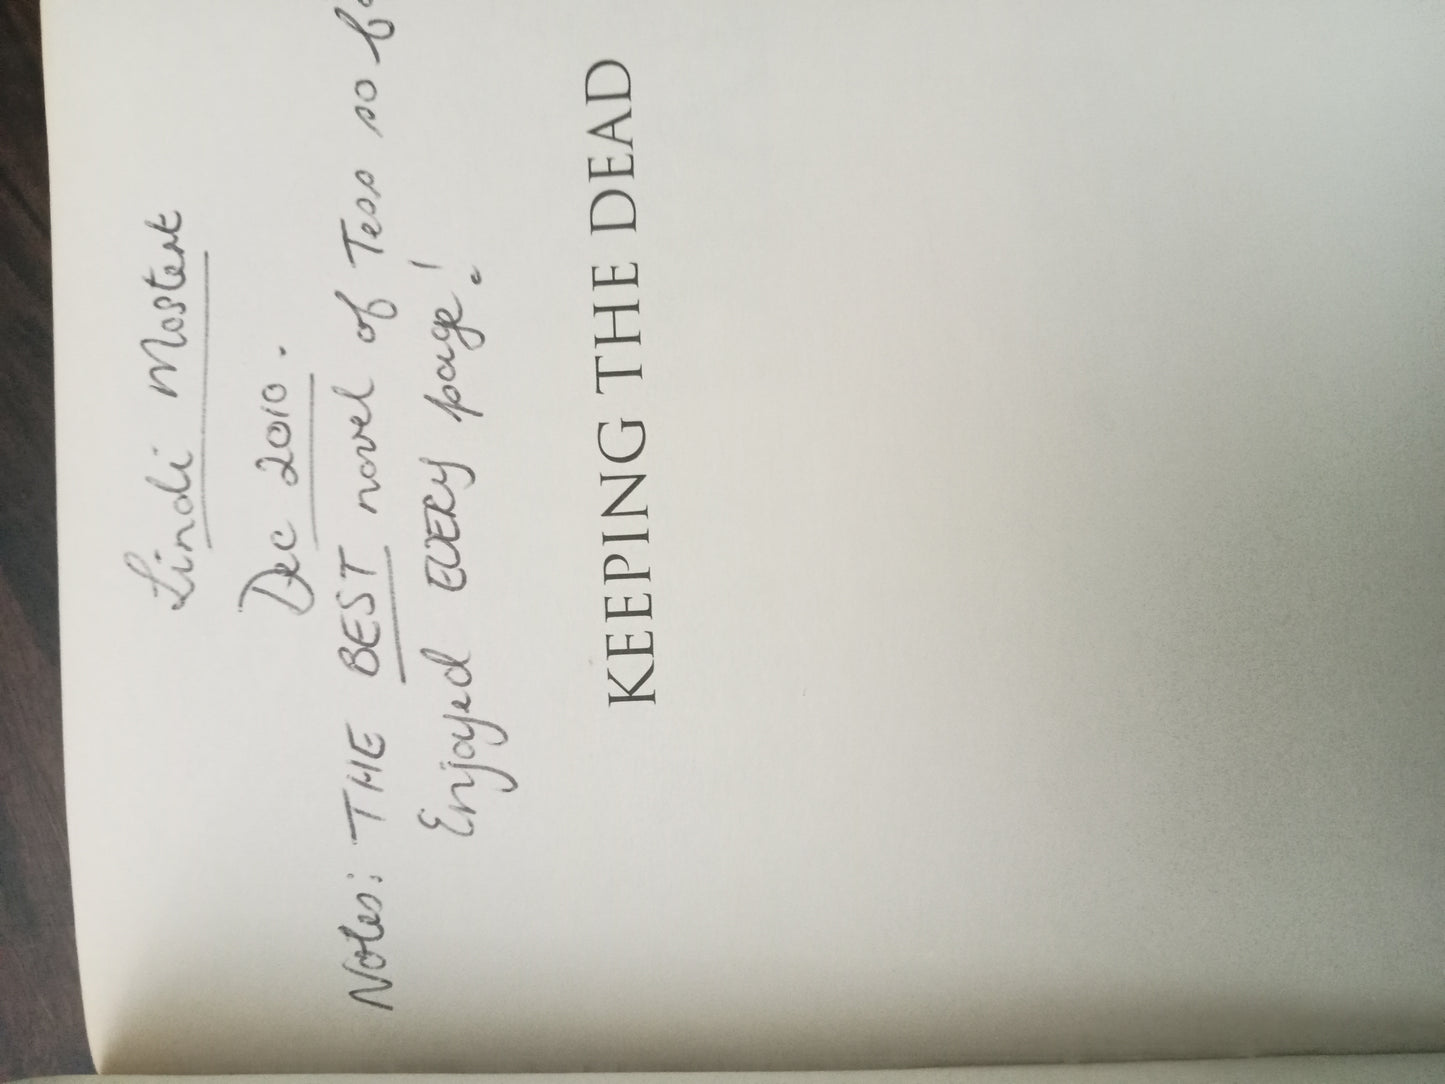 Lindi Mostert
Dec 2010.
Notes: THE BEST novel of Tess so
Enjoyed EVERY page!
KEEPING THE DEAD